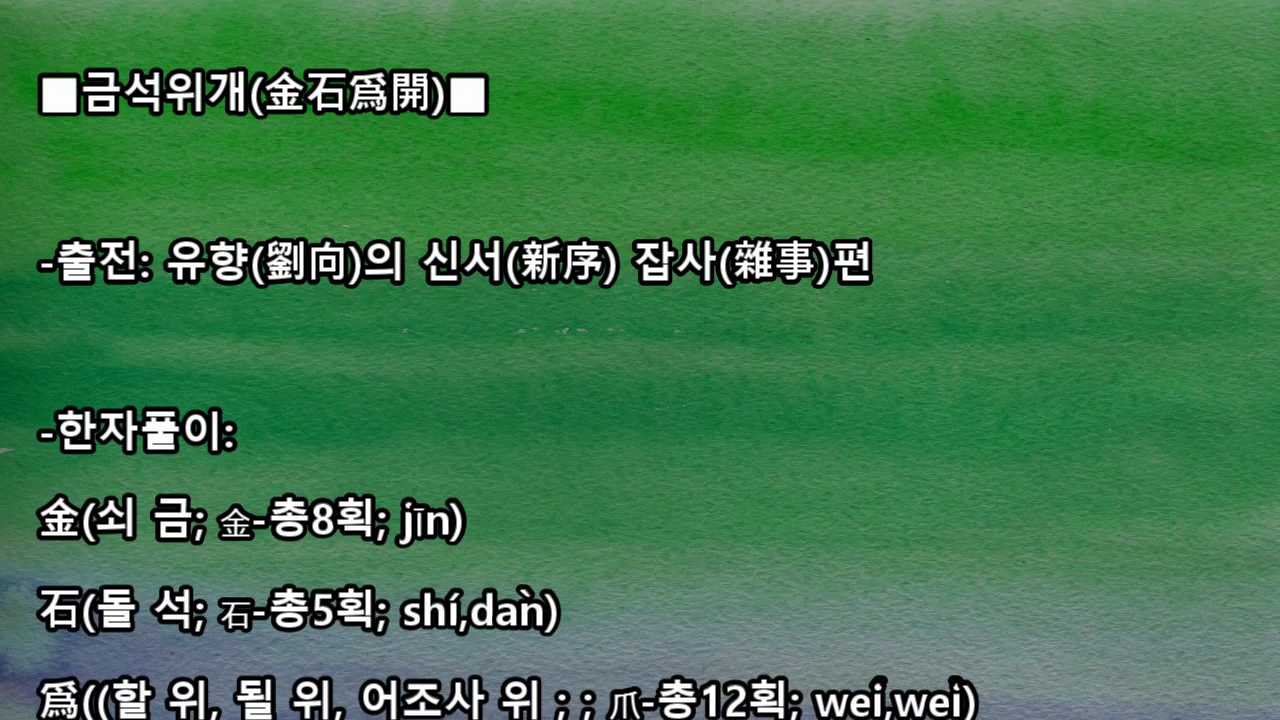 ■금석위개(金石爲開)■
-출전: 유향(劉向)의 신서(新序) 잡사(雜事)편
-한자풀이:
金(쇠 금; 金-총8획; jīn)
石(돌 석; 石-총5획; shí,dàn)
爲((할 위, 될 위, 어조사 위 ; ; 爪-총12획; wéi,wèi)